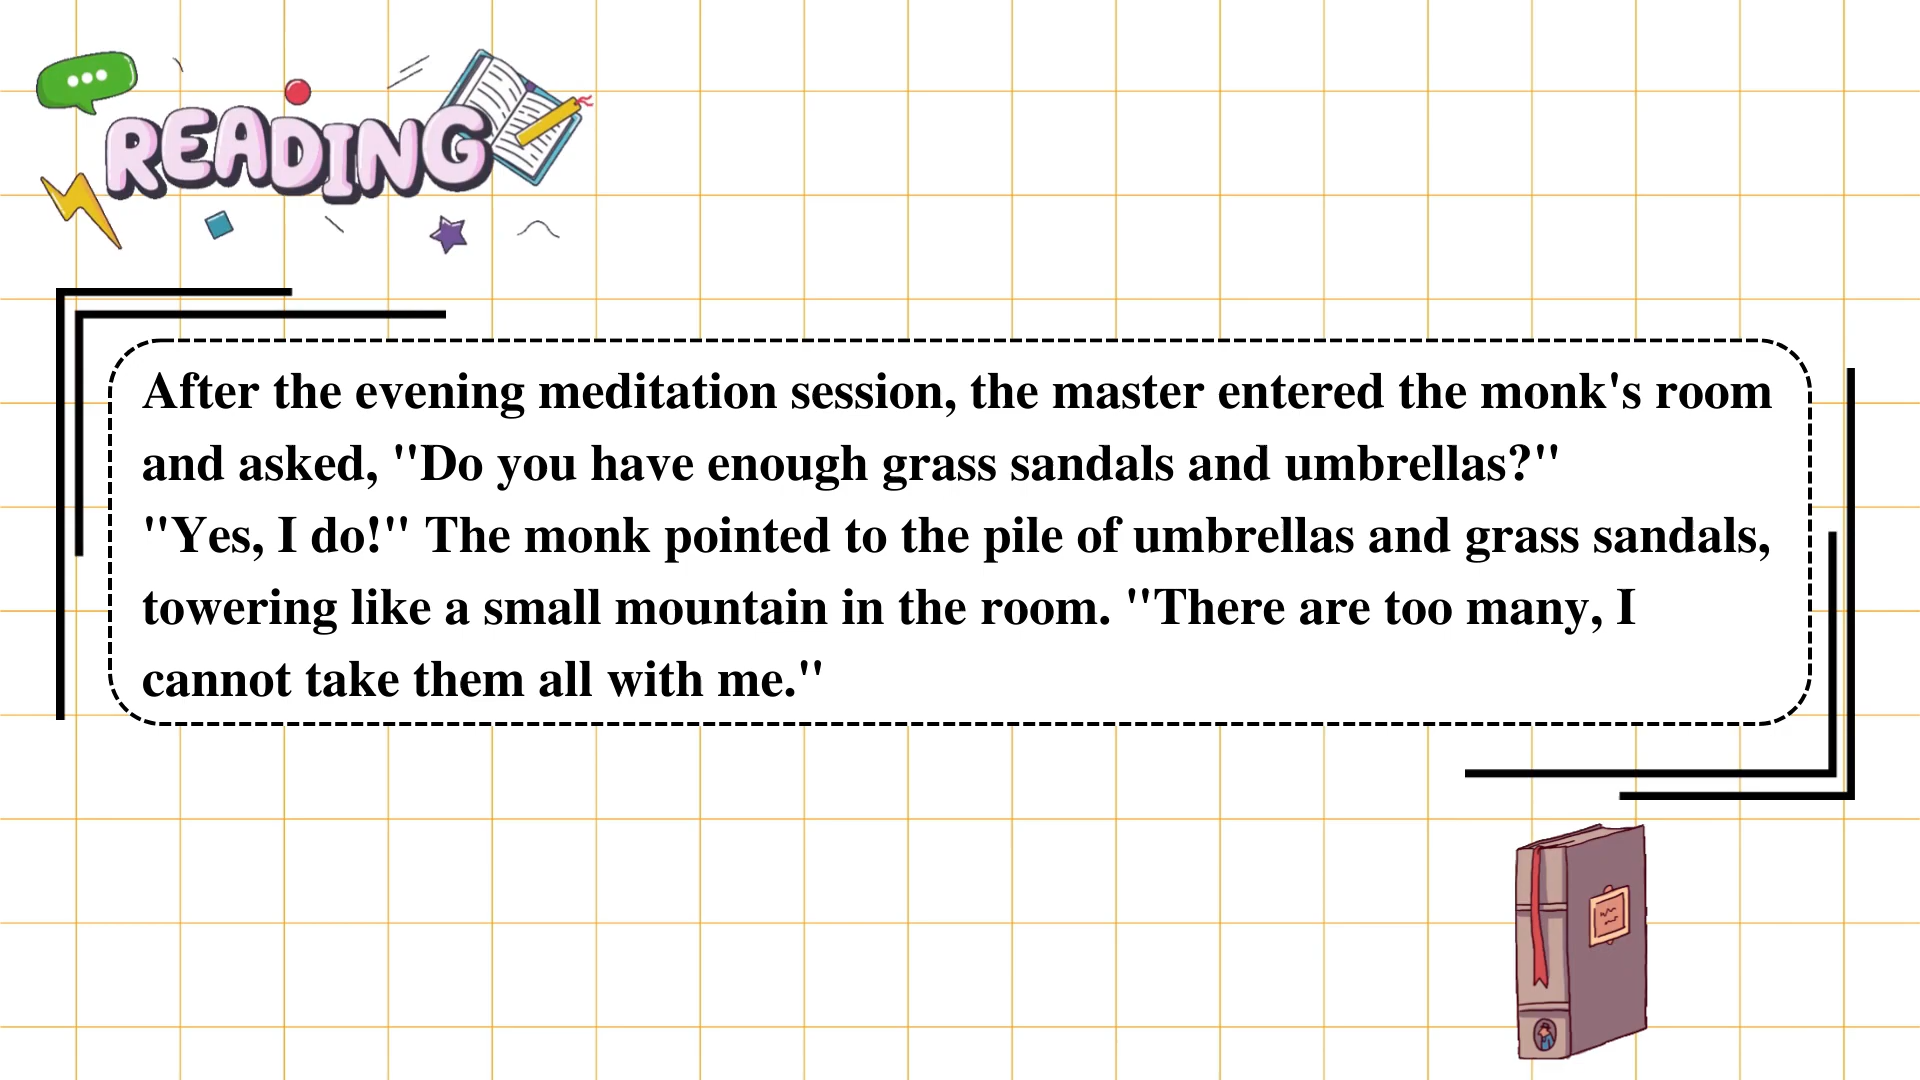 READING
After the evening meditation session, the master entered the monk's room
and asked, "Do you have enough grass sandals and umbrellas?"
"Yes, I do!" The monk pointed to the pile of umbrellas and grass sandals,
towering like a small mountain in the room. "There are too many, I
cannot take them all with me."